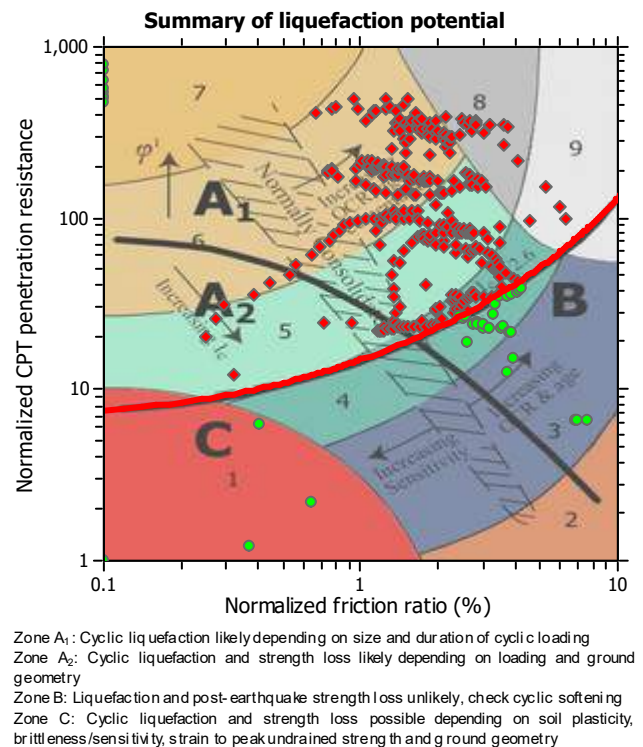 Summary of liquefaction potential
1,000
100
10
1
Normalized CPT penetration resistance
7
8
9
φ'
A1
Normally
Consolid
6
A2
Increasing Ic
5
B
4
Increasing
OCR & age
3
Increasing
Sensitivity
C
1
2
0.1
1
10
Normalized friction ratio (%)
Zone A1: Cyclic liquefaction likely depending on size and duration of cyclic loading
Zone A2: Cyclic liquefaction and strength loss likely depending on loading and ground
geometry
Zone B: Liquefaction and post-earthquake strength loss unlikely, check cyclic softening
Zone C: Cyclic liquefaction and strength loss possible depending on soil plasticity,
brittleness/sensitivity, strain to peak undrained strength and ground geometry